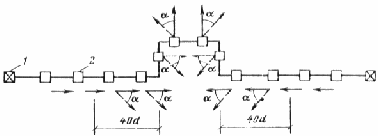 α α
1 2 α α
α α α α
40d 40d